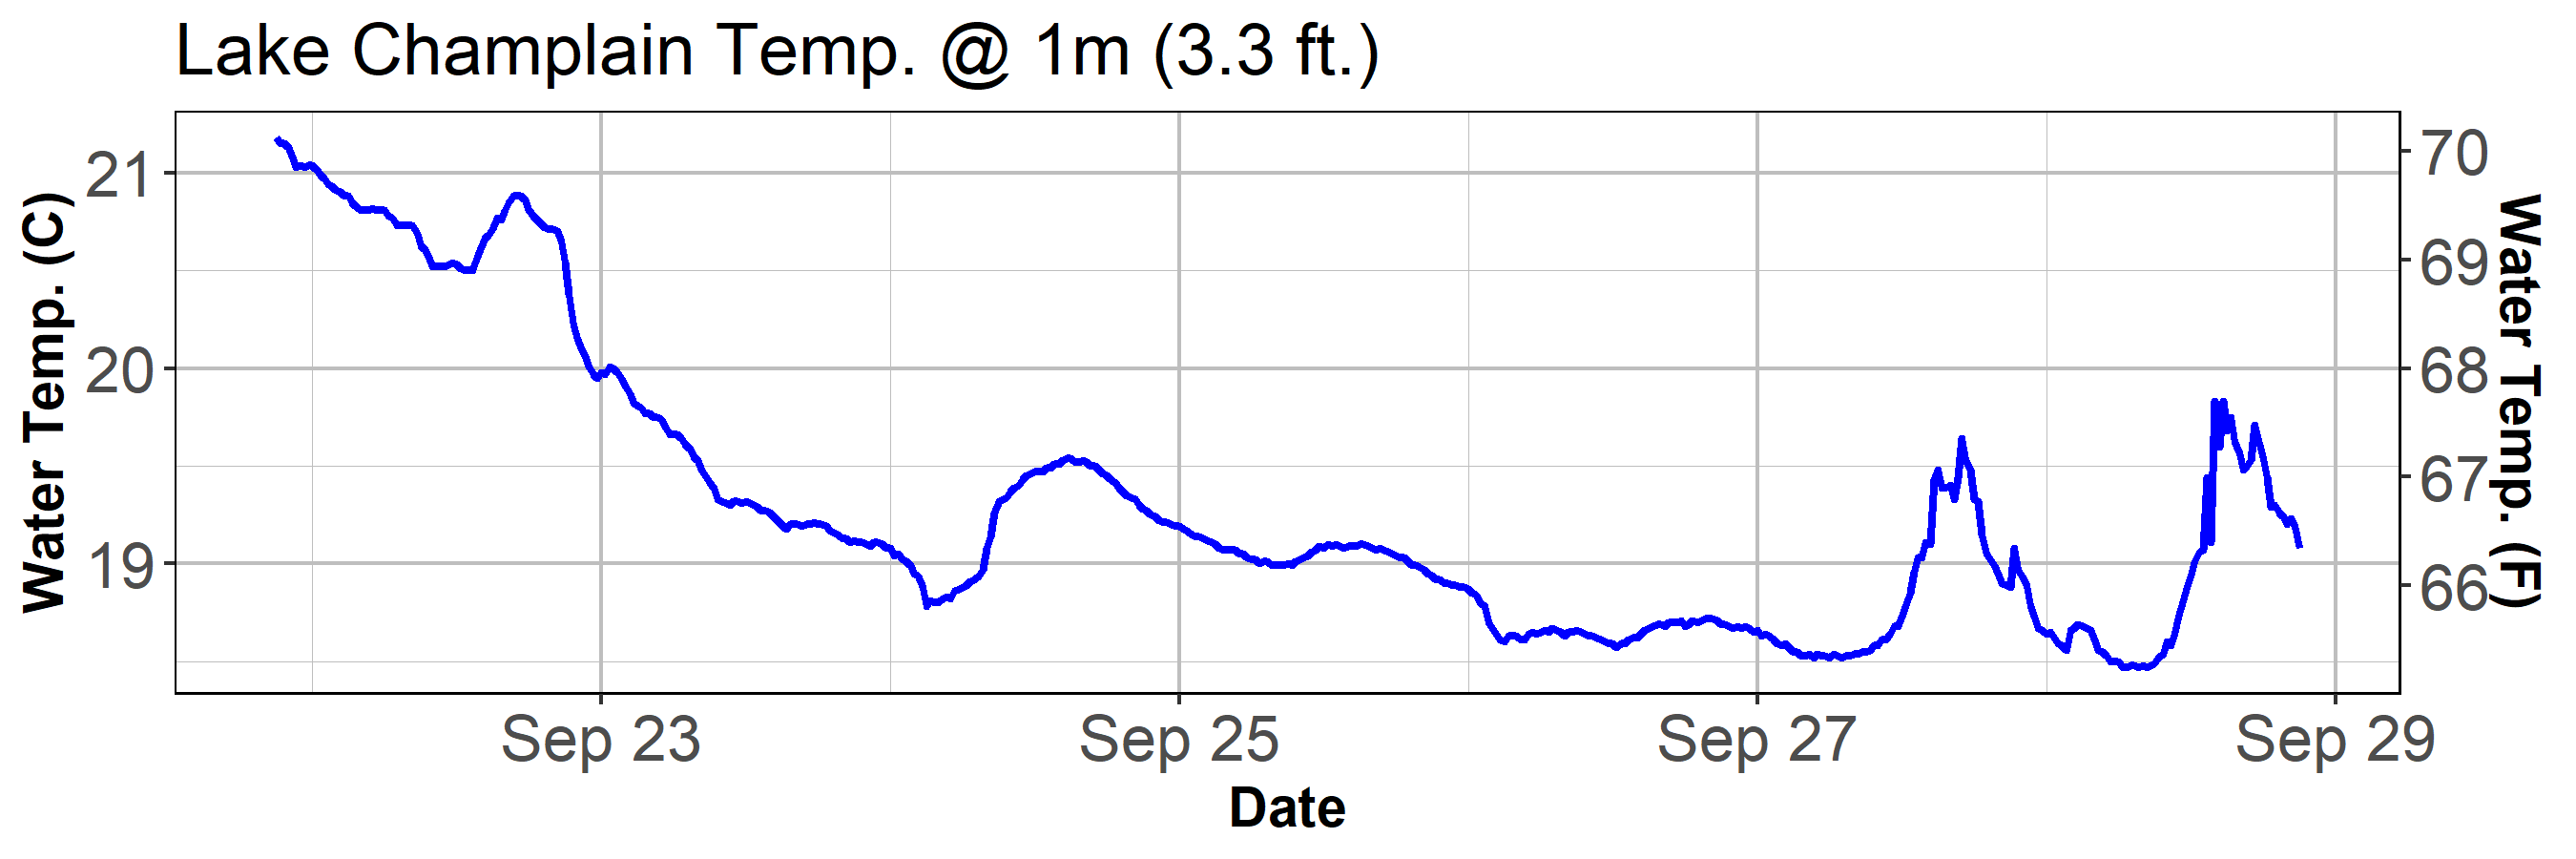 Lake Champlain Temp. @ 1m (3.3 ft.)
Water Temp. (C)
21
20
19
70
69
68
67
66
Water Temp. (F)
Sep 23
Sep 25
Sep 27
Sep 29
Date